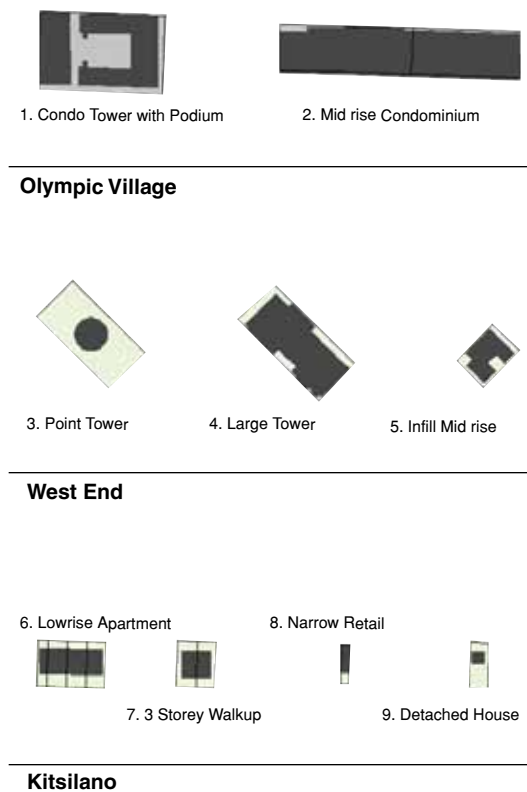 1. Condo Tower with Podium
2. Mid rise Condominium
Olympic Village
3. Point Tower
4. Large Tower
5. Infill Mid rise
West End
6. Lowrise Apartment
8. Narrow Retail
7. 3 Storey Walkup
9. Detached House
Kitsilano